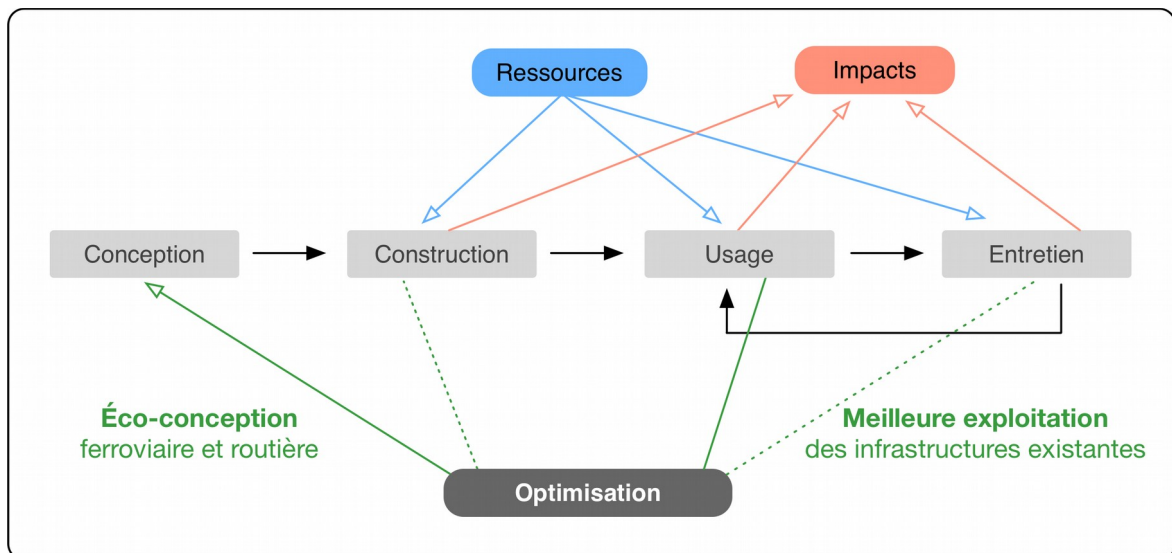 Ressources
Impacts
Conception
Construction
Usage
Entretien
Éco-conception
ferroviaire et routière
Meilleure exploitation
des infrastructures existantes
Optimisation